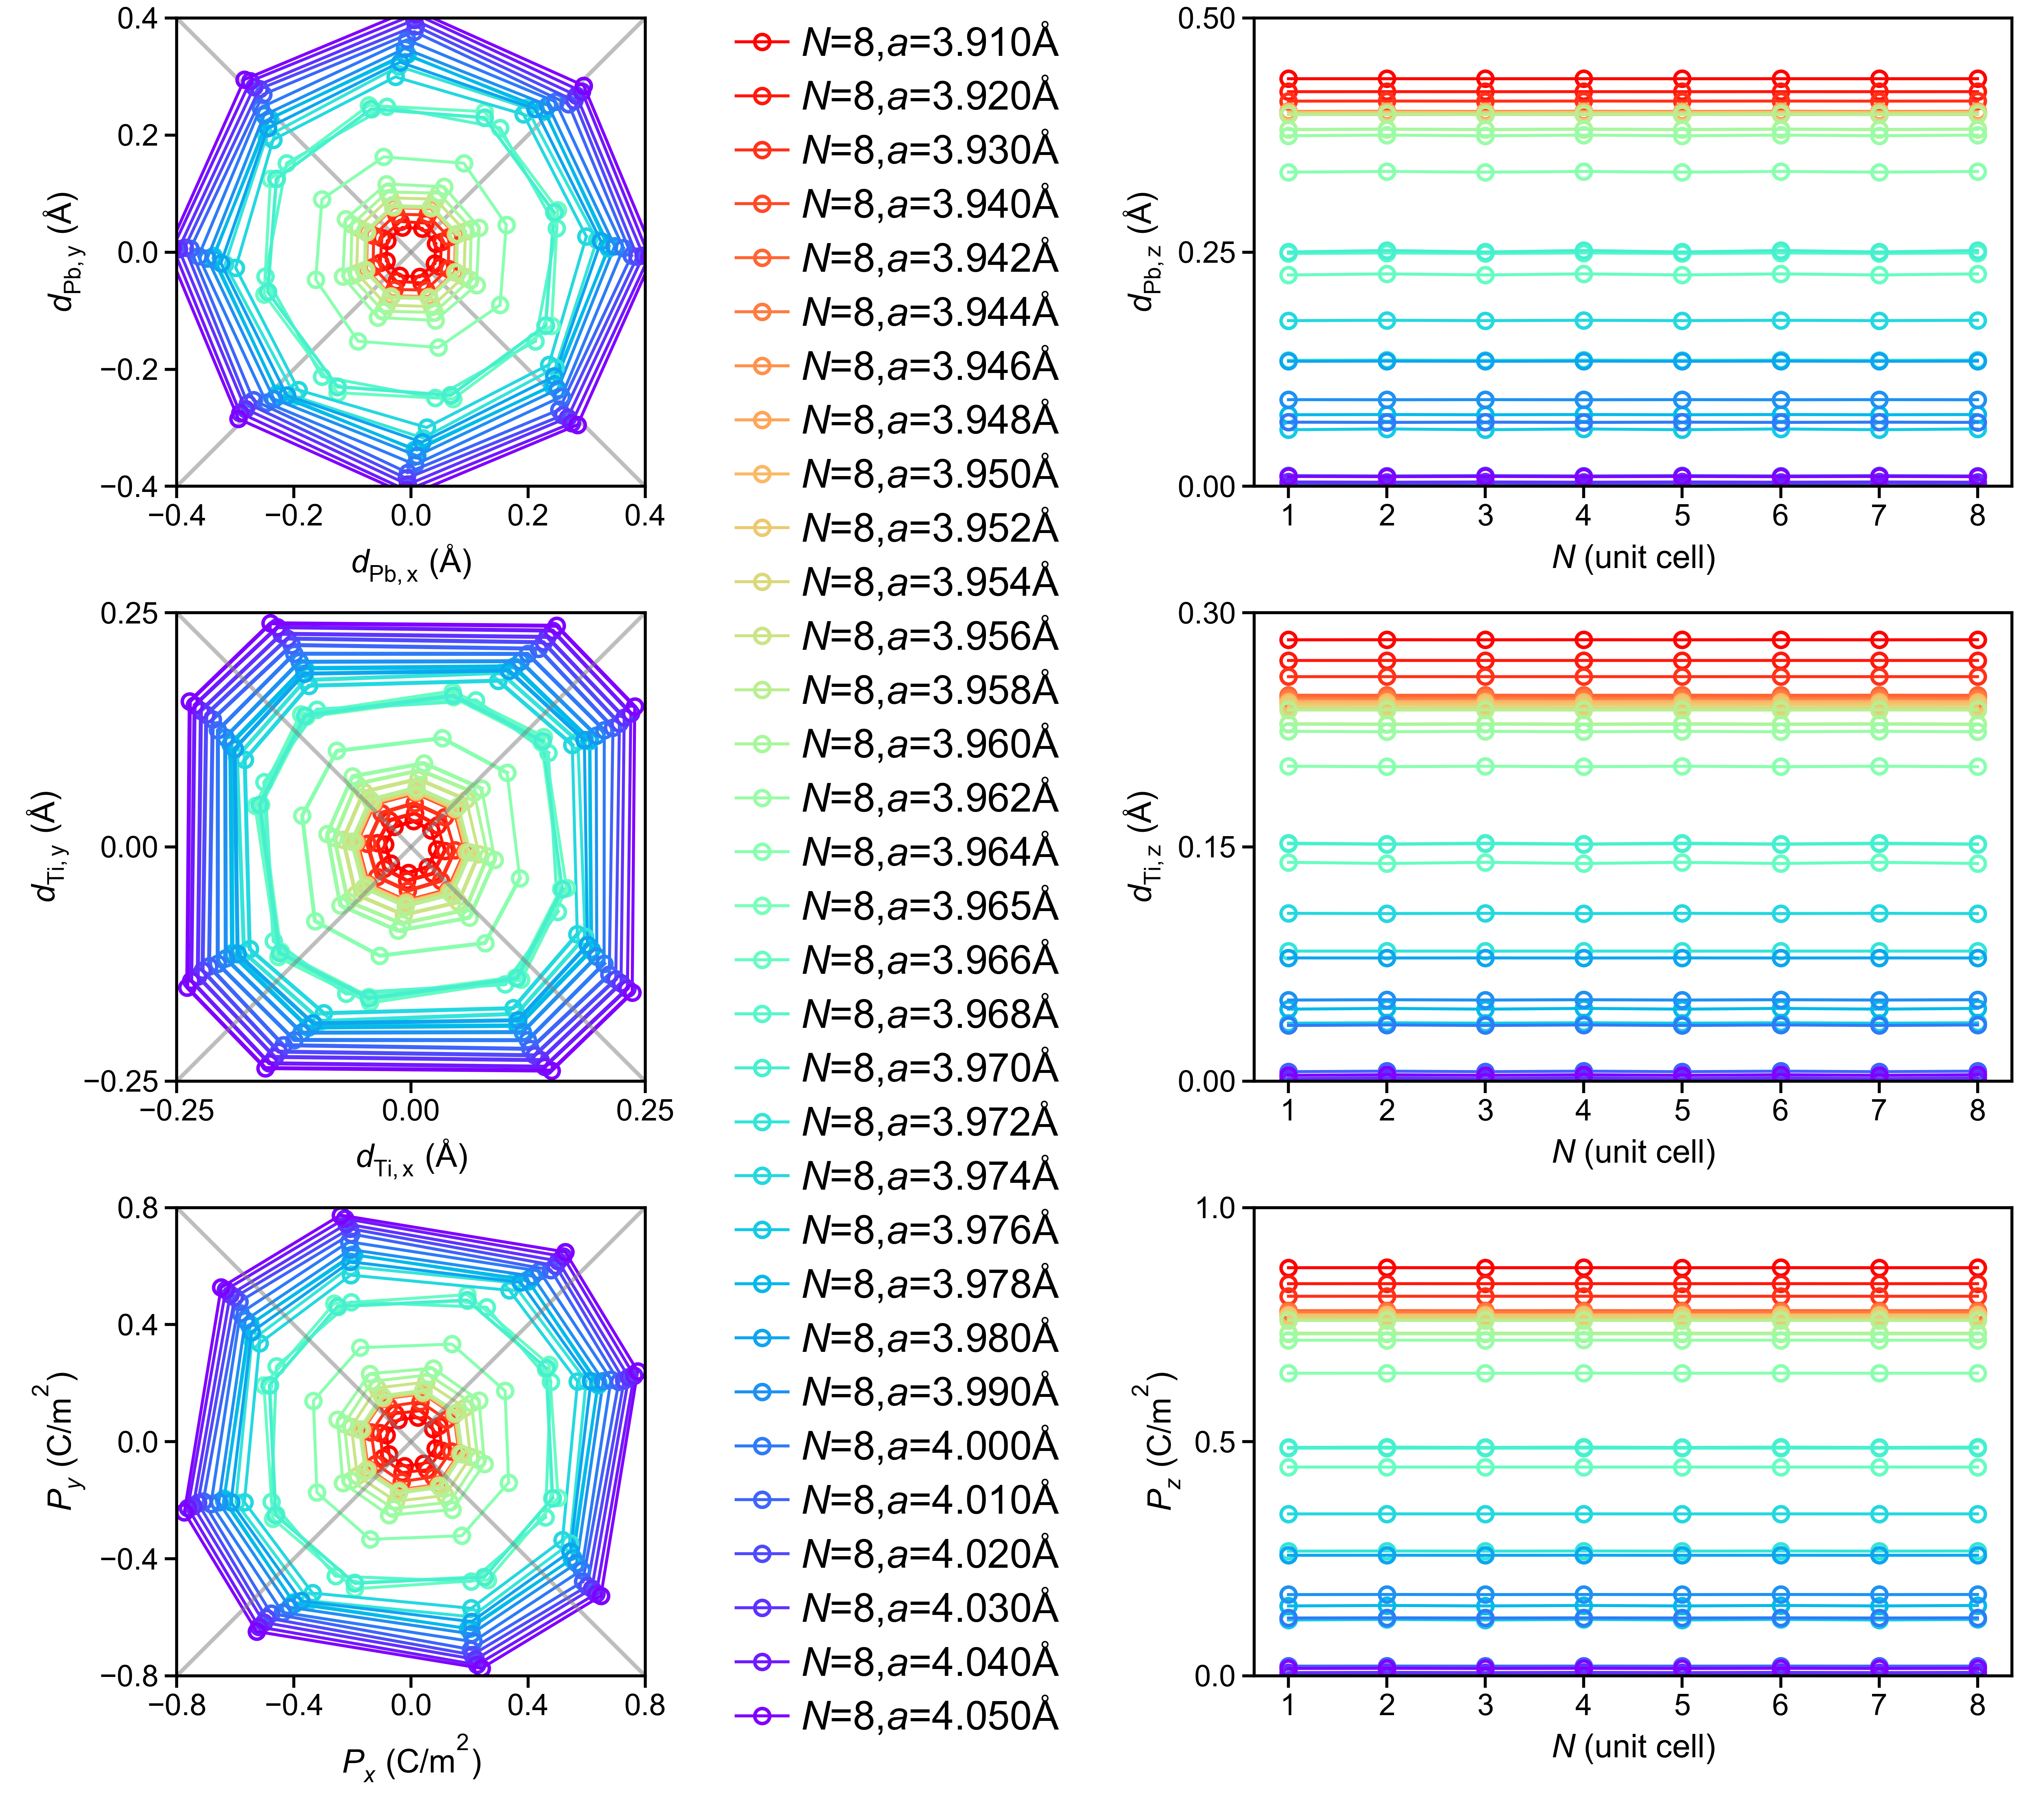 0.4
0.2
0.0
−0.2
−0.4
d_Pb, y (Å)
−0.4 −0.2 0.0 0.2 0.4
d_Pb, x (Å)
0.25
0.00
−0.25
d_Ti, y (Å)
−0.25 0.00 0.25
d_Ti, x (Å)
0.8
0.4
0.0
−0.4
−0.8
P_y (C/m²)
−0.8 −0.4 0.0 0.4 0.8
P_x (C/m²)
N=8,a=3.910Å
N=8,a=3.920Å
N=8,a=3.930Å
N=8,a=3.940Å
N=8,a=3.942Å
N=8,a=3.944Å
N=8,a=3.946Å
N=8,a=3.948Å
N=8,a=3.950Å
N=8,a=3.952Å
N=8,a=3.954Å
N=8,a=3.956Å
N=8,a=3.958Å
N=8,a=3.960Å
N=8,a=3.962Å
N=8,a=3.964Å
N=8,a=3.965Å
N=8,a=3.966Å
N=8,a=3.968Å
N=8,a=3.970Å
N=8,a=3.972Å
N=8,a=3.974Å
N=8,a=3.976Å
N=8,a=3.978Å
N=8,a=3.980Å
N=8,a=3.990Å
N=8,a=4.000Å
N=8,a=4.010Å
N=8,a=4.020Å
N=8,a=4.030Å
N=8,a=4.040Å
N=8,a=4.050Å
0.50
0.25
0.00
d_Pb, z (Å)
1 2 3 4 5 6 7 8
N (unit cell)
0.30
0.15
0.00
d_Ti, z (Å)
1 2 3 4 5 6 7 8
N (unit cell)
1.0
0.5
0.0
P_z (C/m²)
1 2 3 4 5 6 7 8
N (unit cell)